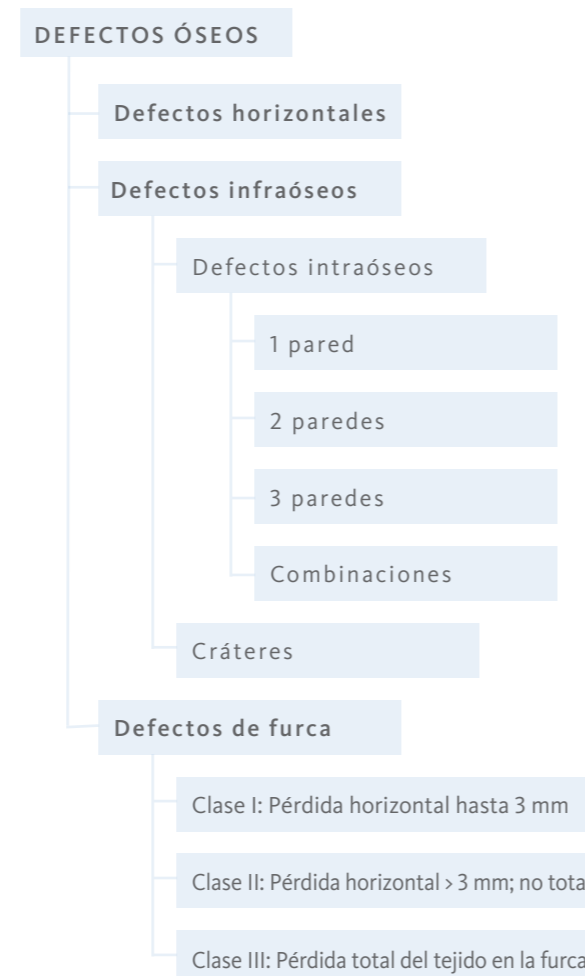 DEFECTOS ÓSEOS
Defectos horizontales
Defectos infraóseos
Defectos intraóseos
1 pared
2 paredes
3 paredes
Combinaciones
Cráteres
Defectos de furca
Clase I: Pérdida horizontal hasta 3 mm
Clase II: Pérdida horizontal > 3 mm; no tota
Clase III: Pérdida total del tejido en la furca